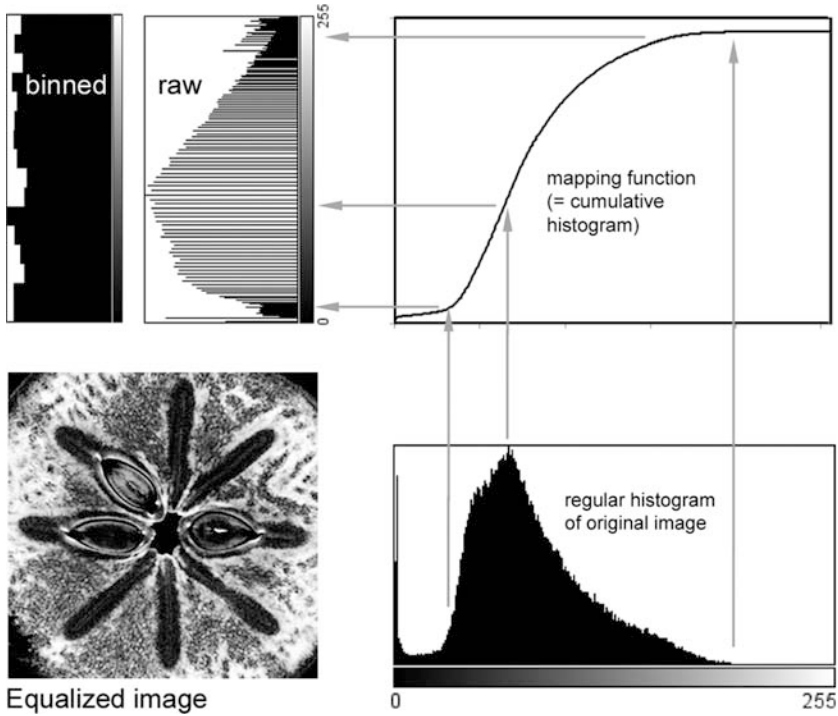 binned
raw
255
0
mapping function
(= cumulative
histogram)
regular histogram
of original image
Equalized image
0
255